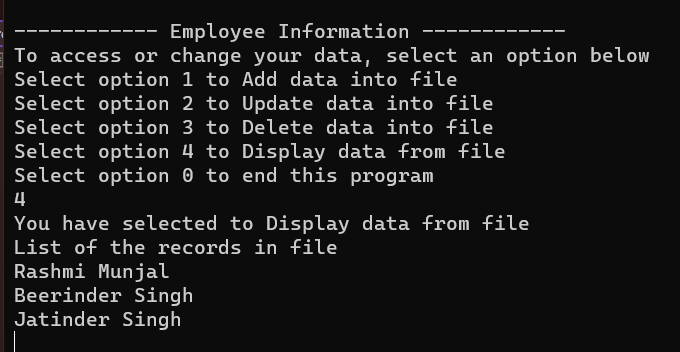 ------------ Employee Information ------------
To access or change your data, select an option below
Select option 1 to Add data into file
Select option 2 to Update data into file
Select option 3 to Delete data into file
Select option 4 to Display data from file
Select option 0 to end this program
4
You have selected to Display data from file
List of the records in file
Rashmi Munjal
Beerinder Singh
Jatinder Singh